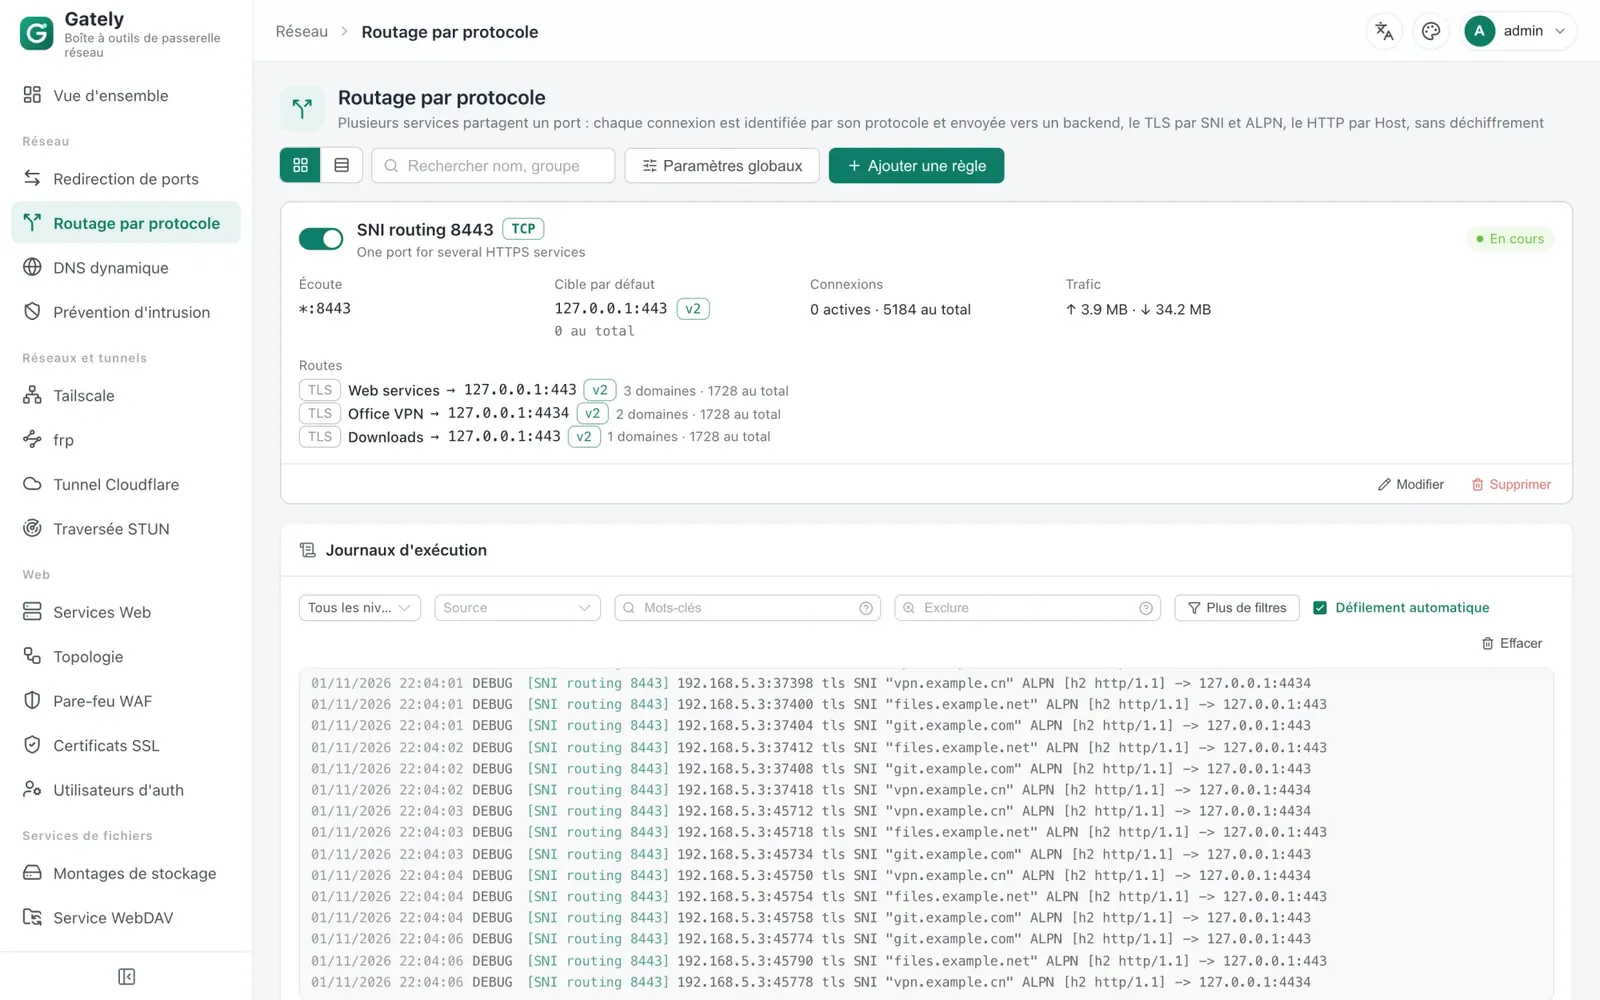 Gately
Boîte à outils de passerelle
réseau
Vue d'ensemble
Réseau
Redirection de ports
Routage par protocole
DNS dynamique
Prévention d'intrusion
Réseaux et tunnels
Tailscale
frp
Tunnel Cloudflare
Traversée STUN
Web
Services Web
Topologie
Pare-feu WAF
Certificats SSL
Utilisateurs d'auth
Services de fichiers
Montages de stockage
Service WebDAV
Réseau > Routage par protocole
A admin
Routage par protocole
Plusieurs services partagent un port : chaque connexion est identifiée par son protocole et envoyée vers un backend, le TLS par SNI et ALPN, le HTTP par Host, sans déchiffrement
Rechercher nom, groupe
Paramètres globaux
+ Ajouter une règle
SNI routing 8443 TCP
One port for several HTTPS services
En cours
Écoute
*:8443
Cible par défaut
127.0.0.1:443 v2
0 au total
Connexions
0 actives · 5184 au total
Trafic
↑ 3.9 MB · ↓ 34.2 MB
Routes
TLS Web services → 127.0.0.1:443 v2 3 domaines · 1728 au total
TLS Office VPN → 127.0.0.1:4434 v2 2 domaines · 1728 au total
TLS Downloads → 127.0.0.1:443 v2 1 domaines · 1728 au total
Modifier
Supprimer
Journaux d'exécution
Tous les niv...
Source
Mots-clés
Exclure
Plus de filtres
Défilement automatique
Effacer
01/11/2026 22:04:01 DEBUG [SNI routing 8443] 192.168.5.3:37398 tls SNI "vpn.example.cn" ALPN [h2 http/1.1] -> 127.0.0.1:4434
01/11/2026 22:04:01 DEBUG [SNI routing 8443] 192.168.5.3:37400 tls SNI "files.example.net" ALPN [h2 http/1.1] -> 127.0.0.1:443
01/11/2026 22:04:01 DEBUG [SNI routing 8443] 192.168.5.3:37404 tls SNI "git.example.com" ALPN [h2 http/1.1] -> 127.0.0.1:443
01/11/2026 22:04:02 DEBUG [SNI routing 8443] 192.168.5.3:37412 tls SNI "files.example.net" ALPN [h2 http/1.1] -> 127.0.0.1:443
01/11/2026 22:04:02 DEBUG [SNI routing 8443] 192.168.5.3:37408 tls SNI "git.example.com" ALPN [h2 http/1.1] -> 127.0.0.1:443
01/11/2026 22:04:02 DEBUG [SNI routing 8443] 192.168.5.3:37418 tls SNI "vpn.example.cn" ALPN [h2 http/1.1] -> 127.0.0.1:4434
01/11/2026 22:04:03 DEBUG [SNI routing 8443] 192.168.5.3:45712 tls SNI "vpn.example.cn" ALPN [h2 http/1.1] -> 127.0.0.1:4434
01/11/2026 22:04:03 DEBUG [SNI routing 8443] 192.168.5.3:45718 tls SNI "files.example.net" ALPN [h2 http/1.1] -> 127.0.0.1:443
01/11/2026 22:04:03 DEBUG [SNI routing 8443] 192.168.5.3:45734 tls SNI "git.example.com" ALPN [h2 http/1.1] -> 127.0.0.1:443
01/11/2026 22:04:04 DEBUG [SNI routing 8443] 192.168.5.3:45750 tls SNI "vpn.example.cn" ALPN [h2 http/1.1] -> 127.0.0.1:4434
01/11/2026 22:04:04 DEBUG [SNI routing 8443] 192.168.5.3:45754 tls SNI "files.example.net" ALPN [h2 http/1.1] -> 127.0.0.1:443
01/11/2026 22:04:04 DEBUG [SNI routing 8443] 192.168.5.3:45758 tls SNI "git.example.com" ALPN [h2 http/1.1] -> 127.0.0.1:443
01/11/2026 22:04:06 DEBUG [SNI routing 8443] 192.168.5.3:45774 tls SNI "git.example.com" ALPN [h2 http/1.1] -> 127.0.0.1:443
01/11/2026 22:04:06 DEBUG [SNI routing 8443] 192.168.5.3:45790 tls SNI "files.example.net" ALPN [h2 http/1.1] -> 127.0.0.1:443
01/11/2026 22:04:06 DEBUG [SNI routing 8443] 192.168.5.3:45778 tls SNI "vpn.example.cn" ALPN [h2 http/1.1] -> 127.0.0.1:4434